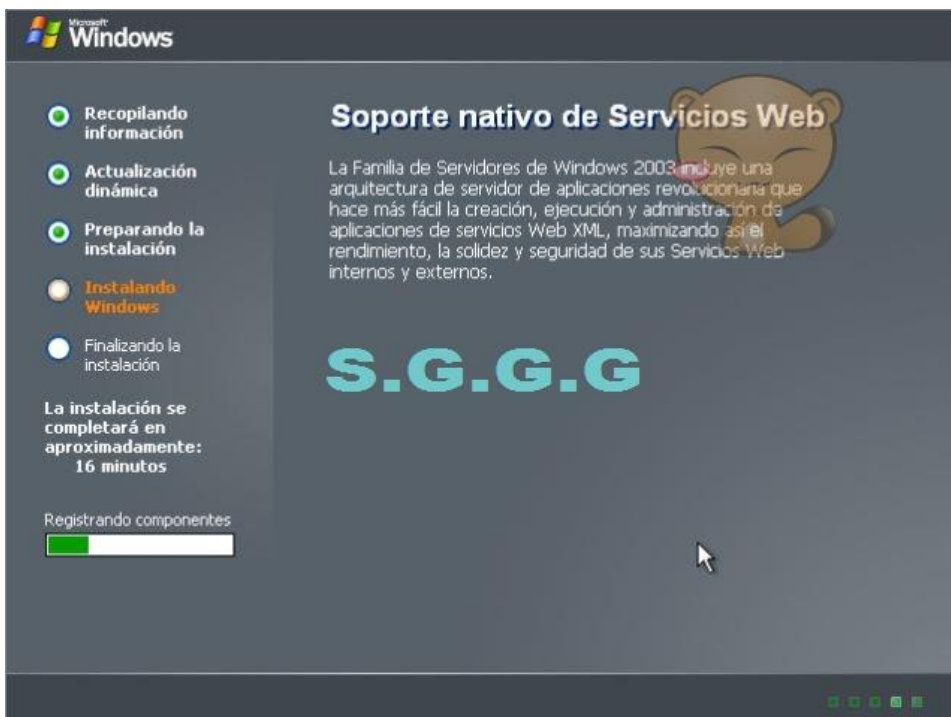 Microsoft
Windows
Recopilando
información
Actualización
dinámica
Preparando la
instalación
Instalando
Windows
Finalizando la
instalación
La instalación se
completará en
aproximadamente:
16 minutos
Registrando componentes
Soporte nativo de Servicios Web
La Familia de Servidores de Windows 2003 incluye una
arquitectura de servidor de aplicaciones revolucionaria que
hace más fácil la creación, ejecución y administración de
aplicaciones de servicios Web XML, maximizando así el
rendimiento, la solidez y seguridad de sus Servicios Web
internos y externos.
S.G.G.G